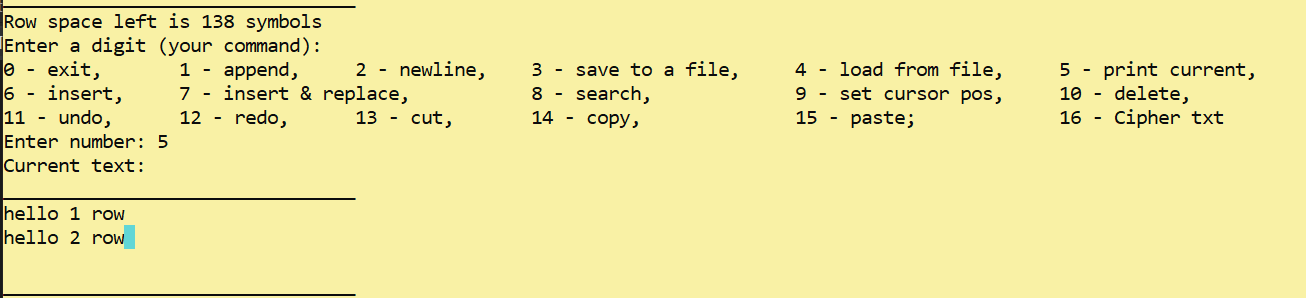 Row space left is 138 symbols
Enter a digit (your command):
0 - exit, 1 - append, 2 - newline, 3 - save to a file, 4 - load from file, 5 - print current,
6 - insert, 7 - insert & replace, 8 - search, 9 - set cursor pos, 10 - delete,
11 - undo, 12 - redo, 13 - cut, 14 - copy, 15 - paste; 16 - Cipher txt
Enter number: 5
Current text:
hello 1 row
hello 2 row